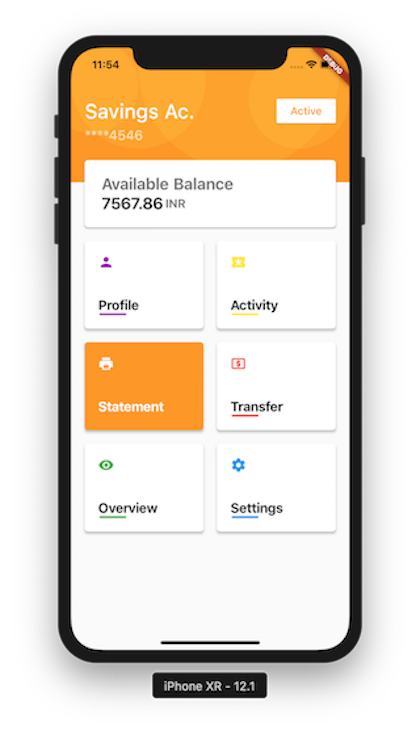 11:54
DEBUG
Savings Ac.
Active
****4546
Available Balance
7567.86 INR
Profile
Activity
Statement
Transfer
Overview
Settings
iPhone XR - 12.1